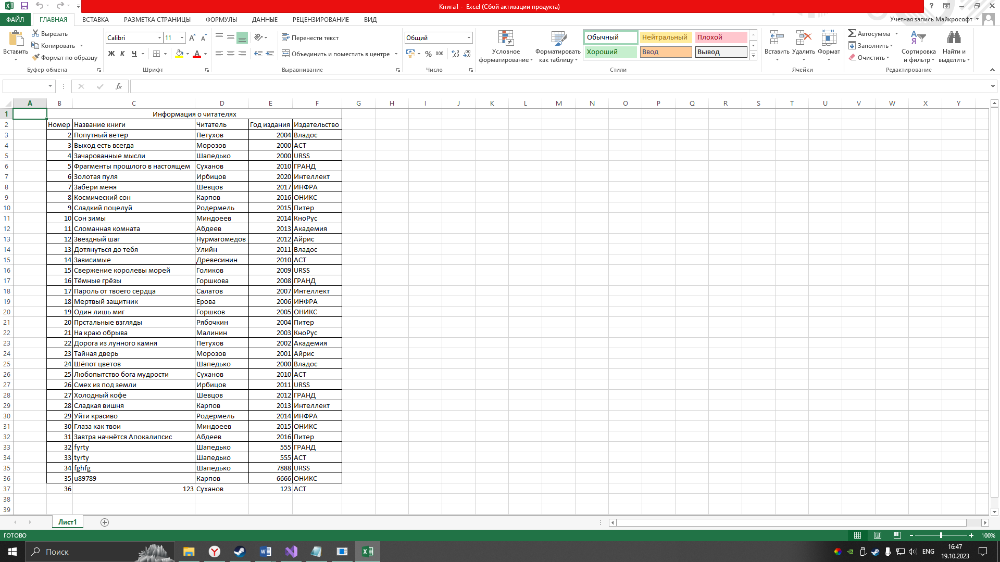 Книга1 - Excel (Сбой активации продукта)
?
ФАЙЛ ГЛАВНАЯ ВСТАВКА РАЗМЕТКА СТРАНИЦЫ ФОРМУЛЫ ДАННЫЕ РЕЦЕНЗИРОВАНИЕ ВИД Учетная запись Майкрософт
Вставить
Вырезать
Копировать
Формат по образцу
Буфер обмена
Calibri 11
Ж К Ч
Шрифт
Перенести текст
Объединить и поместить в центре
Выравнивание
Общий
% 000
Число
Условное форматирование
Форматировать как таблицу
Обычный Нейтральный Плохой
Хороший Ввод Вывод
Стили
Вставить Удалить Формат
Ячейки
Автосумма
Заполнить
Очистить
Сортировка и фильтр
Найти и выделить
Редактирование
fx
A B C D E F G H I J K L M N O P Q R S T U V W X Y
1 Информация о читателях
2 Номер Название книги Читатель Год издания Издательство
3 2 Попутный ветер Петухов 2004 Владос
4 3 Выход есть всегда Морозов 2000 АСТ
5 4 Зачарованные мысли Шапедько 2000 URSS
6 5 Фрагменты прошлого в настоящем Суханов 2010 ГРАНД
7 6 Золотая пуля Ирбицов 2020 Интеллект
8 7 Забери меня Шевцов 2017 ИНФРА
9 8 Космический сон Карпов 2016 ОНИКС
10 9 Сладкий поцелуй Родермель 2015 Питер
11 10 Сон зимы Миндоеев 2014 КноРус
12 11 Сломанная комната Абдеев 2013 Академия
13 12 Звездный шаг Нурмагомедов 2012 Айрис
14 13 Дотянуться до тебя Улийн 2011 Владос
15 14 Зависимые Древесинин 2010 АСТ
16 15 Свержение королевы морей Голиков 2009 URSS
17 16 Тёмные грёзы Горшкова 2008 ГРАНД
18 17 Пароль от твоего сердца Салатов 2007 Интеллект
19 18 Мертвый защитник Ерова 2006 ИНФРА
20 19 Один лишь миг Горшков 2005 ОНИКС
21 20 Прстальные взгляды Рябочкин 2004 Питер
22 21 На краю обрыва Малинин 2003 КноРус
23 22 Дорога из лунного камня Петухов 2002 Академия
24 23 Тайная дверь Морозов 2001 Айрис
25 24 Шёпот цветов Шапедько 2000 Владос
26 25 Любопытство бога мудрости Суханов 2010 АСТ
27 26 Смех из под земли Ирбицов 2011 URSS
28 27 Холодный кофе Шевцов 2012 ГРАНД
29 28 Сладкая вишня Карпов 2013 Интеллект
30 29 Уйти красиво Родермель 2014 ИНФРА
31 30 Глаза как твои Миндоеев 2015 ОНИКС
32 31 Завтра начнётся Апокалипсис Абдеев 2016 Питер
33 32 fyrty Шапедько 555 ГРАНД
34 33 tyrty Шапедько 555 АСТ
35 34 fghfg Шапедько 7888 URSS
36 35 u89789 Карпов 6666 ОНИКС
37 36 123 Суханов 123 АСТ
38
39
Лист1
ГОТОВО 100%
Поиск
ENG
16:47
19.10.2023